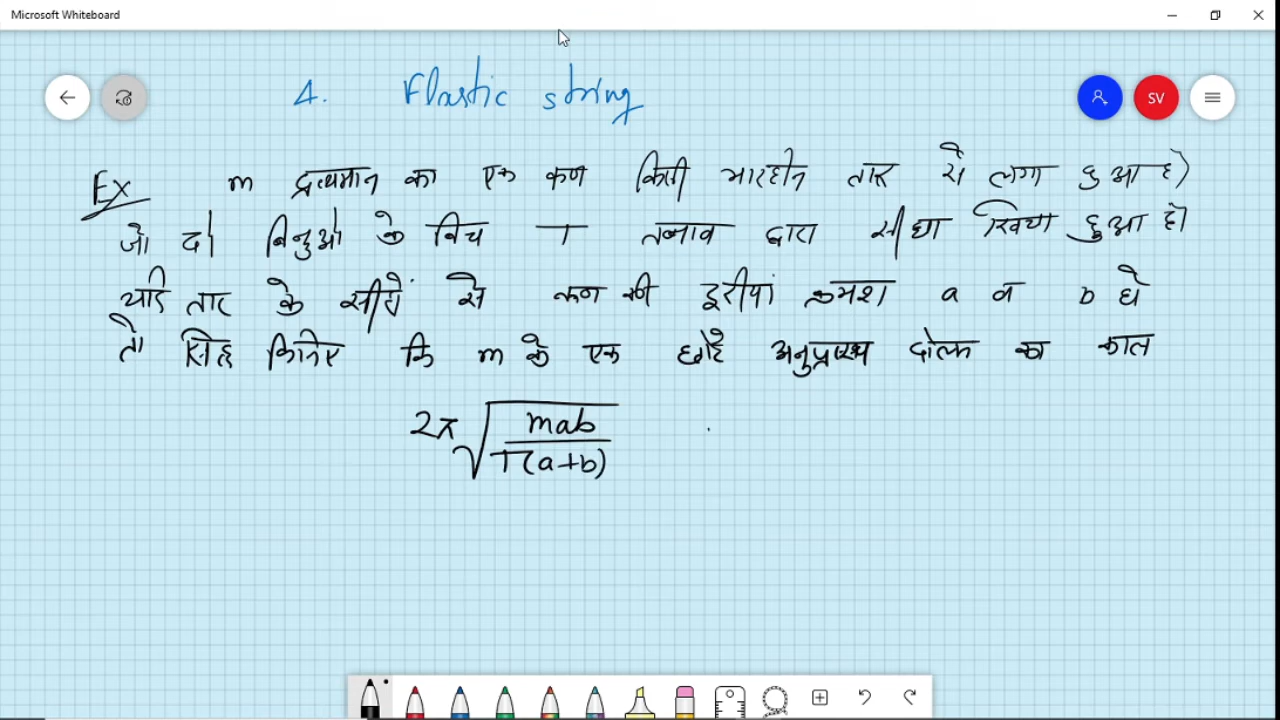 Microsoft Whiteboard
4. Elastic string
SV
Ex m द्रव्यमान का एक कण किसी भारहीन तार से लगा हुआ है
जो दो बिन्दुओ के बिच T तनाव द्वारा सीधा खिचा हुआ हो
यदि तार के सीरों से कण की दूरीयां क्रमश a व b है
तो सिद्ध किजिए कि m के एक छोटे अनुप्रस्थ दोलन का काल
2π√mab/T(a+b)